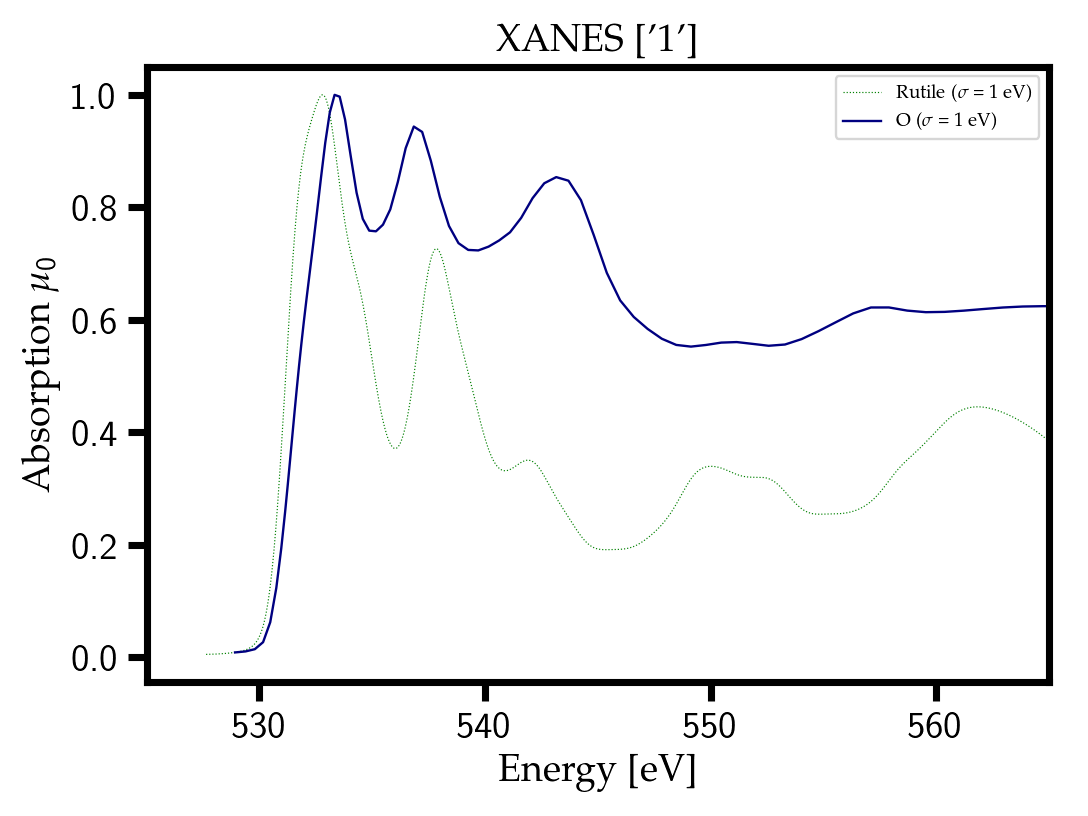 XANES ['1']
Rutile (σ = 1 eV)
O (σ = 1 eV)
1.0
0.8
0.6
0.4
0.2
0.0
Absorption μ₀
530
540
550
560
Energy [eV]